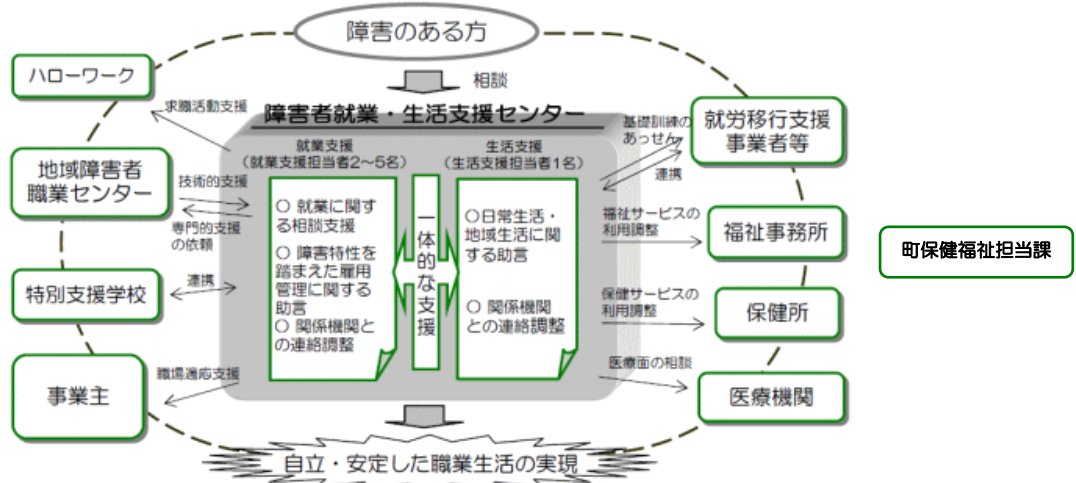 障害のある方
相談
ハローワーク
求職活動支援
地域障害者
職業センター
技術的支援
専門的支援
の依頼
特別支援学校
連携
事業主
職場適応支援
障害者就業・生活支援センター
就業支援
(就業支援担当者2～5名)
○ 就業に関す
る相談支援
○ 障害特性を
踏まえた雇用
管理に関する
助言
○ 関係機関と
の連絡調整
一体的な支援
生活支援
(生活支援担当者1名)
○日常生活・
地域生活に関
する助言
○ 関係機関
との連絡調整
基礎訓練の
あっせん
連携
就労移行支援
事業者等
福祉サービスの
利用調整
福祉事務所
保健サービスの
利用調整
保健所
医療面の相談
医療機関
町保健福祉担当課
自立・安定した職業生活の実現